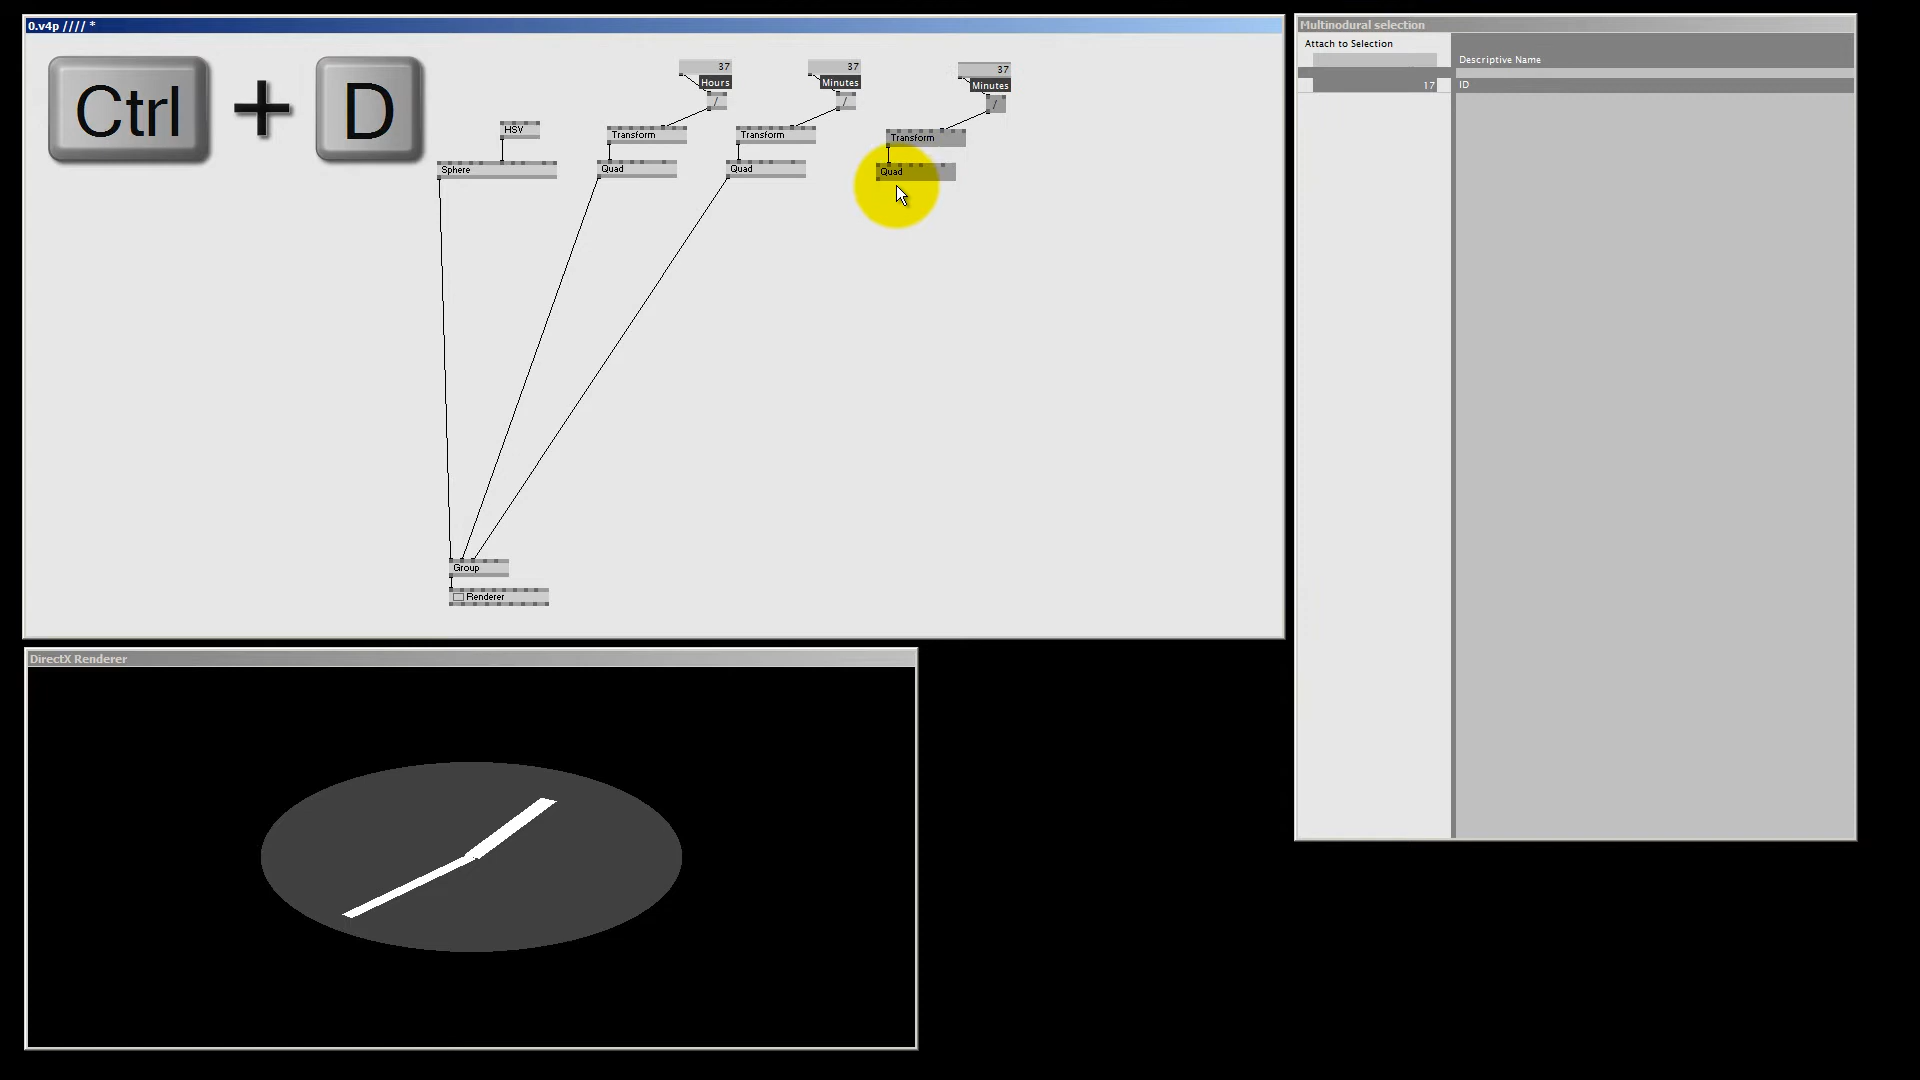 0.v4p //// *
Ctrl + D
37 37 37
Hours Minutes Minutes
/ / /
HSV Transform Transform Transform
Sphere Quad Quad Quad
Group
Renderer
DirectX Renderer
Multinodural selection
Attach to Selection
Descriptive Name
17 ID